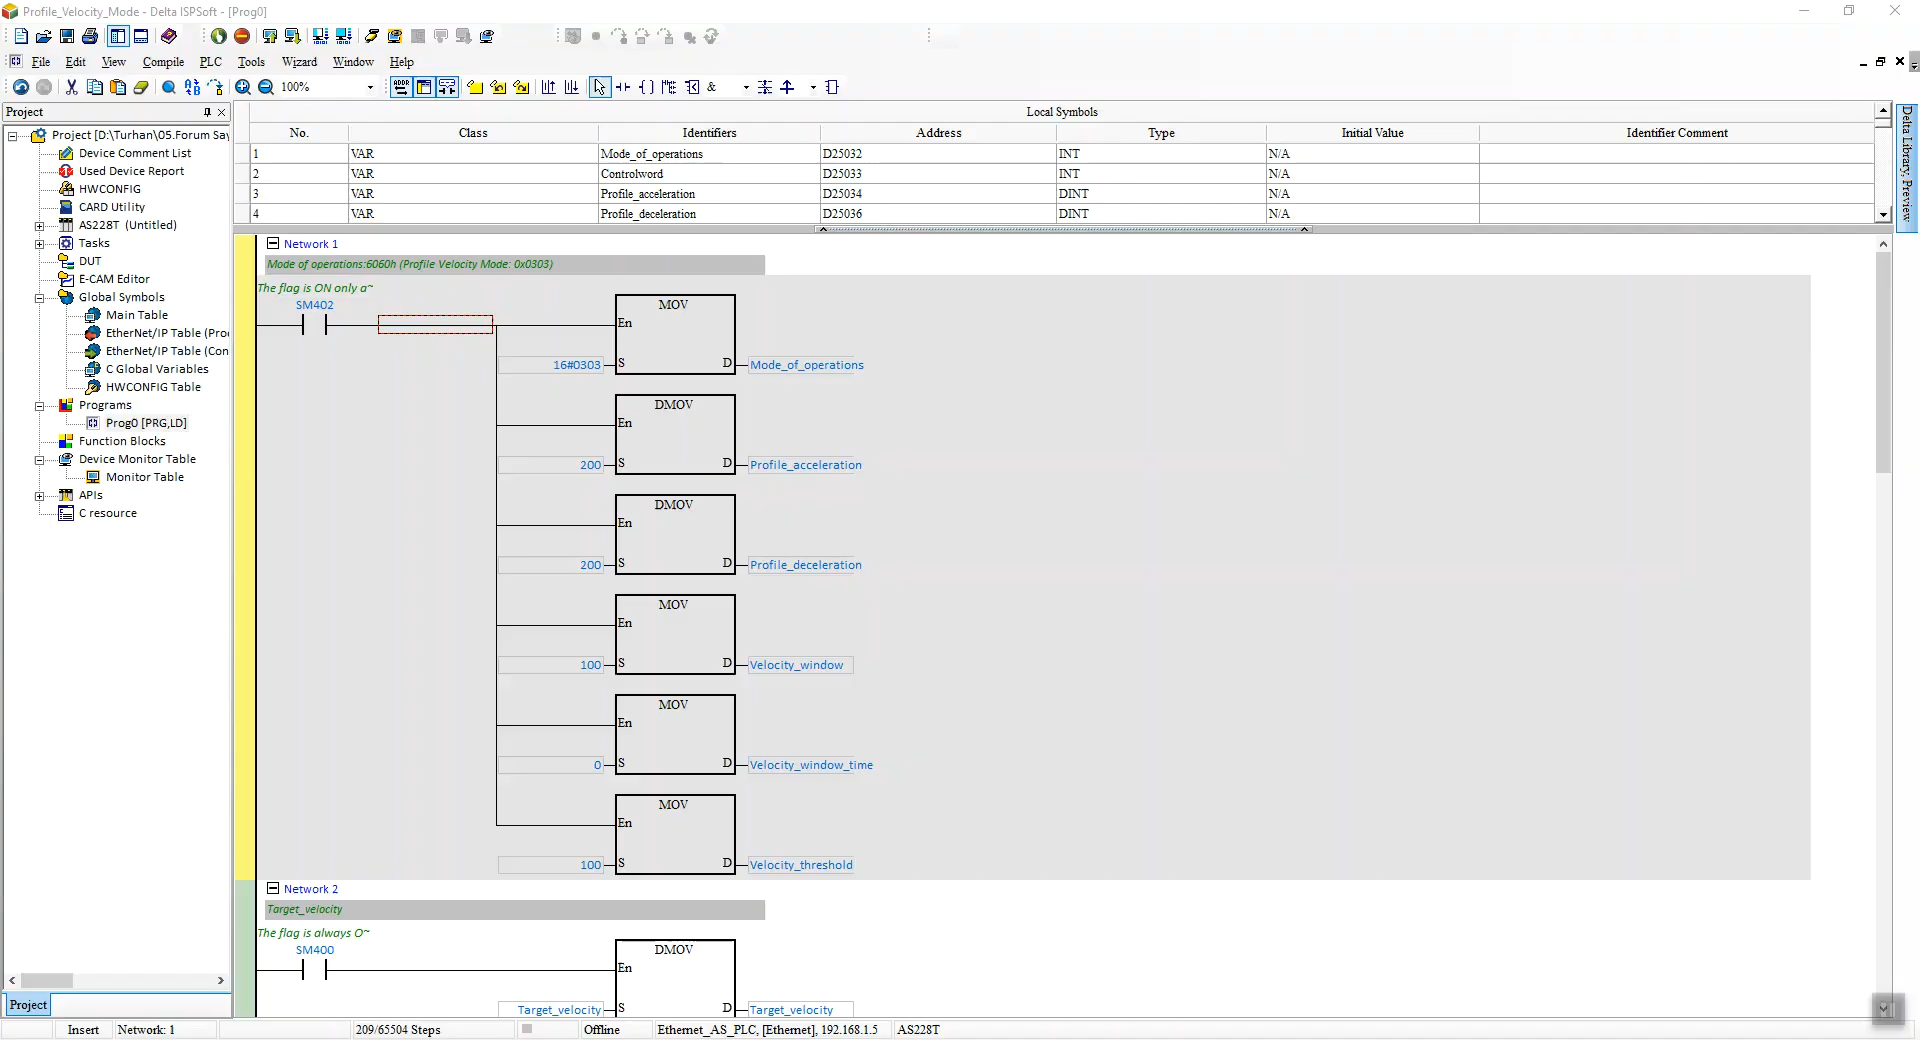 Profile_Velocity_Mode - Delta ISPSoft - [Prog0]
File Edit View Compile PLC Tools Wizard Window Help
100% &
Project
Project [D:\Turhan\05.Forum Say
Device Comment List
Used Device Report
HWCONFIG
CARD Utility
AS228T (Untitled)
Tasks
DUT
E-CAM Editor
Global Symbols
Main Table
EtherNet/IP Table (Proc
EtherNet/IP Table (Con
C Global Variables
HWCONFIG Table
Programs
Prog0 [PRG,LD]
Function Blocks
Device Monitor Table
Monitor Table
APIs
C resource
Project
Local Symbols
No. Class Identifiers Address Type Initial Value Identifier Comment
1 VAR Mode_of_operations D25032 INT N/A
2 VAR Controlword D25033 INT N/A
3 VAR Profile_acceleration D25034 DINT N/A
4 VAR Profile_deceleration D25036 DINT N/A
Delta Library, Preview
Network 1
Mode of operations:6060h (Profile Velocity Mode: 0x0303)
The flag is ON only a~
SM402 MOV
En
16#0303 S D Mode_of_operations
DMOV
En
200 S D Profile_acceleration
DMOV
En
200 S D Profile_deceleration
MOV
En
100 S D Velocity_window
MOV
En
0 S D Velocity_window_time
MOV
En
100 S D Velocity_threshold
Network 2
Target_velocity
The flag is always O~
SM400 DMOV
En
Target_velocity S D Target_velocity
Insert Network: 1 209/65504 Steps Offline Ethernet_AS_PLC, [Ethernet], 192.168.1.5 AS228T